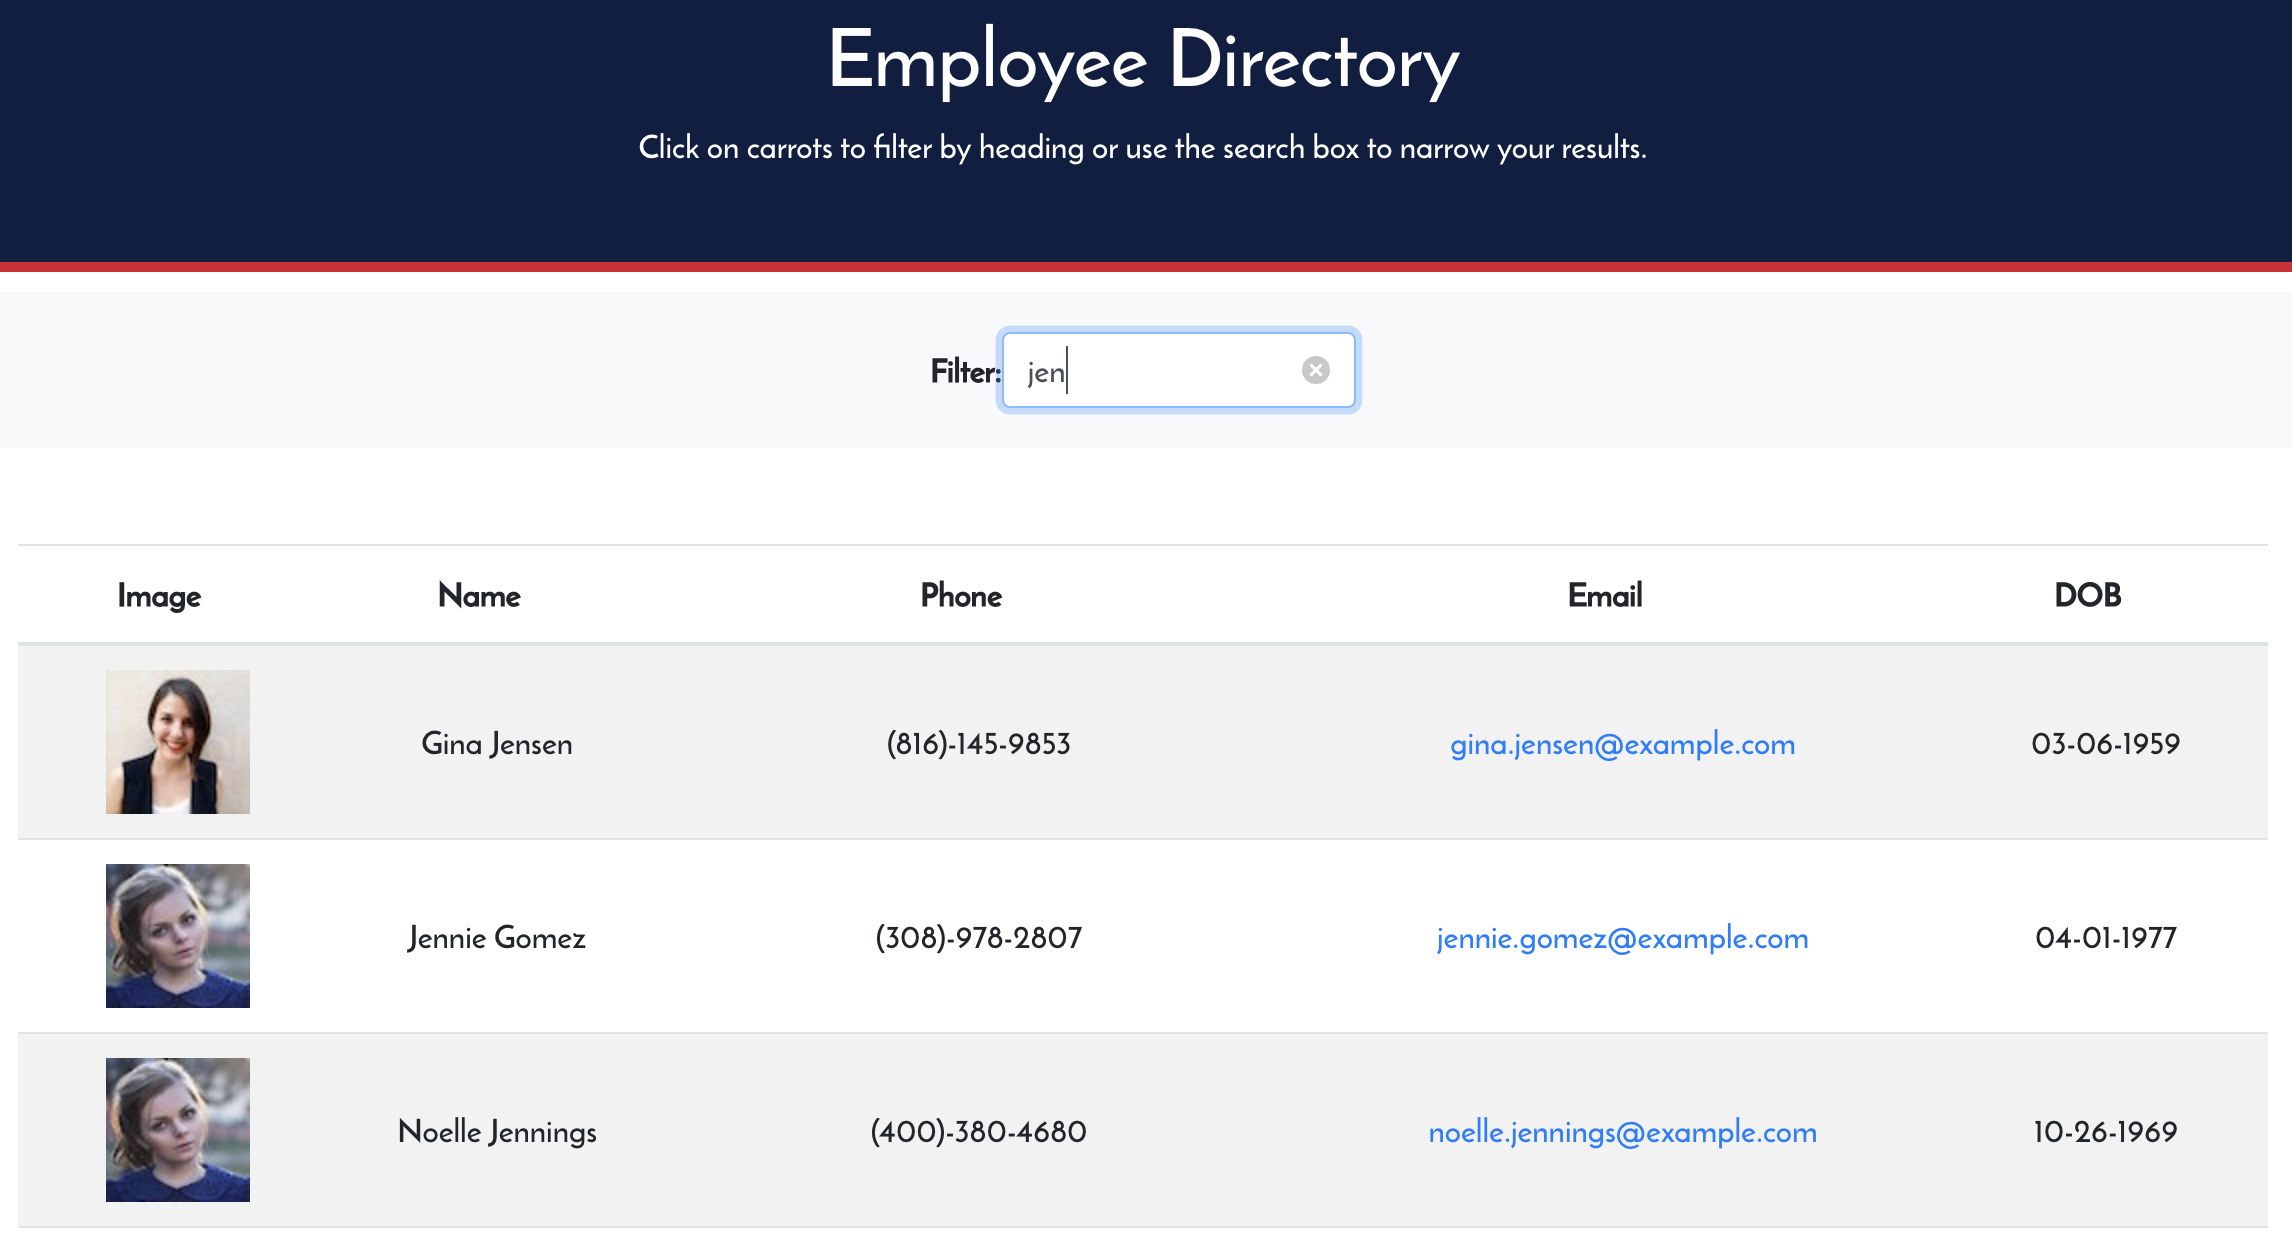 Employee Directory
Click on carrots to filter by heading or use the search box to narrow your results.
Filter: jen
Image Name Phone Email DOB
Gina Jensen (816)-145-9853 gina.jensen@example.com 03-06-1959
Jennie Gomez (308)-978-2807 jennie.gomez@example.com 04-01-1977
Noelle Jennings (400)-380-4680 noelle.jennings@example.com 10-26-1969